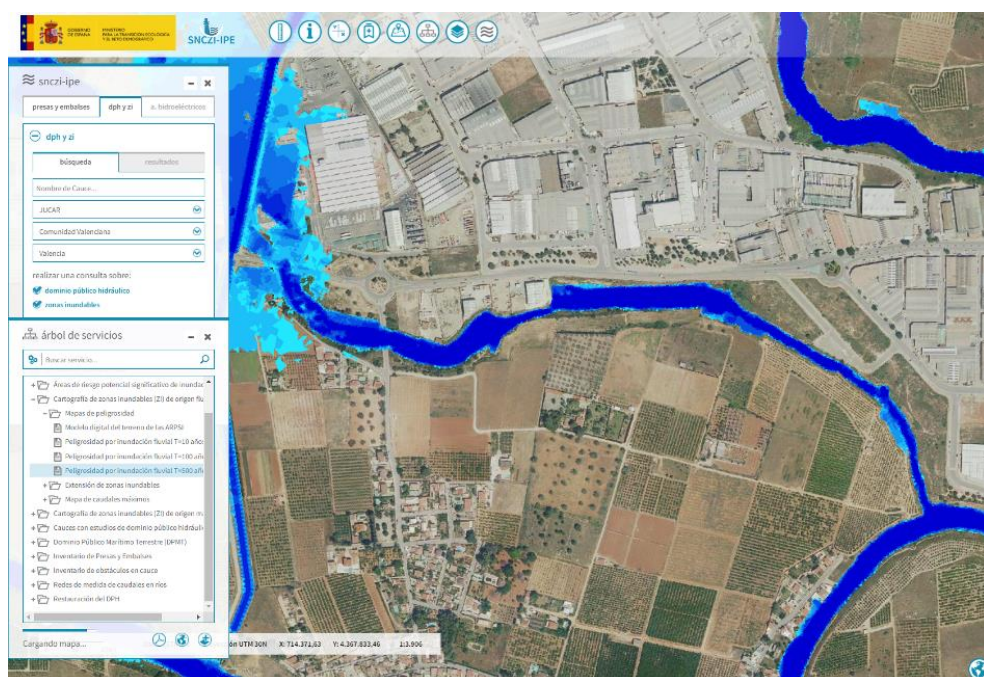 GOBIERNO DE ESPAÑA
MINISTERIO PARA LA TRANSICIÓN ECOLÓGICA Y EL RETO DEMOGRÁFICO
SNCZI-IPE
snczi-ipe
presas y embalses
dph y zi
a. hidroeléctricos
dph y zi
búsqueda
resultados
Nombre de Cauce...
JUCAR
Comunidad Valenciana
Valencia
realizar una consulta sobre:
dominio público hidráulico
zonas inundables
árbol de servicios
Buscar servicio...
Áreas de riesgo potencial significativo de inundac
Cartografía de zonas inundables (ZI) de origen flu
Mapas de peligrosidad
Modelo digital del terreno de las ARPSI
Peligrosidad por inundación fluvial T=10 años
Peligrosidad por inundación fluvial T=100 año
Peligrosidad por inundación fluvial T=500 año
Extensión de zonas inundables
Mapa de caudales máximos
Cartografía de zonas inundables (ZI) de origen m
Cauces con estudios de dominio público hidráuli
Dominio Público Marítimo Terrestre (DPMT)
Inventario de Presas y Embalses
Inventario de obstáculos en cauce
Redes de medida de caudales en ríos
Restauración del DPH
Cargando mapa...
UTM 30N X: 714.371,63 Y: 4.367.833,46 1:3.906